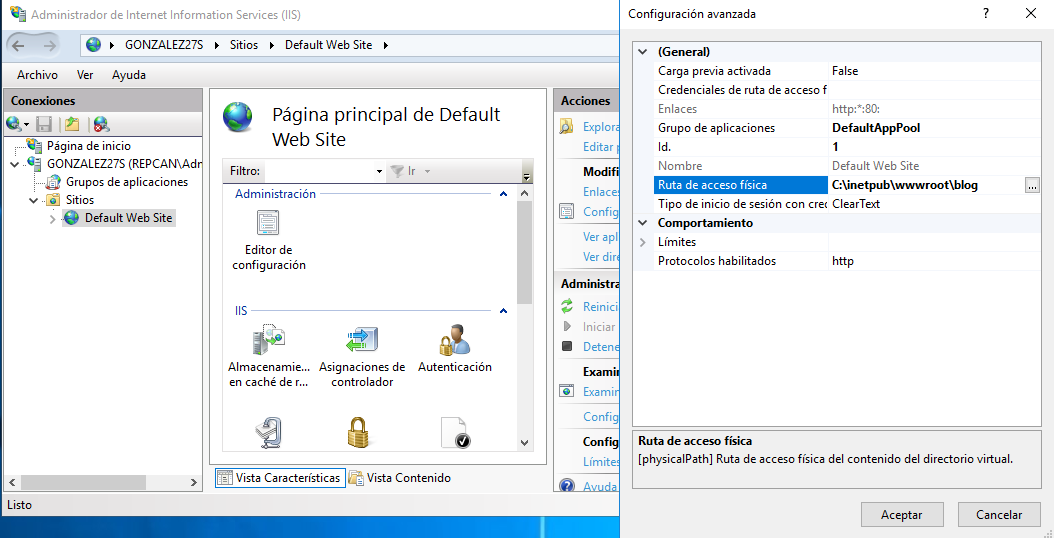 Administrador de Internet Information Services (IIS)
GONZALEZ27S Sitios Default Web Site
Archivo Ver Ayuda
Conexiones
Página de inicio
GONZALEZ27S (REPCAN\Adm
Grupos de aplicaciones
Sitios
Default Web Site
Página principal de Default
Web Site
Filtro: Ir
Administración
Editor de
configuración
IIS
Almacenamie...
en caché de r...
Asignaciones de
controlador
Autenticación
Vista Características Vista Contenido
Acciones
Explora
Editar p
Modifi
Enlaces
Config
Ver apl
Ver dire
Administra
Reinici
Iniciar
Detene
Examin
Examin
Config
Config
Límites
Ayuda
Listo
Configuración avanzada
(General)
Carga previa activada False
Credenciales de ruta de acceso f
Enlaces http:*:80:
Grupo de aplicaciones DefaultAppPool
Id. 1
Nombre Default Web Site
Ruta de acceso física C:\inetpub\wwwroot\blog ...
Tipo de inicio de sesión con crec ClearText
Comportamiento
Límites
Protocolos habilitados http
Ruta de acceso física
[physicalPath] Ruta de acceso física del contenido del directorio virtual.
Aceptar Cancelar